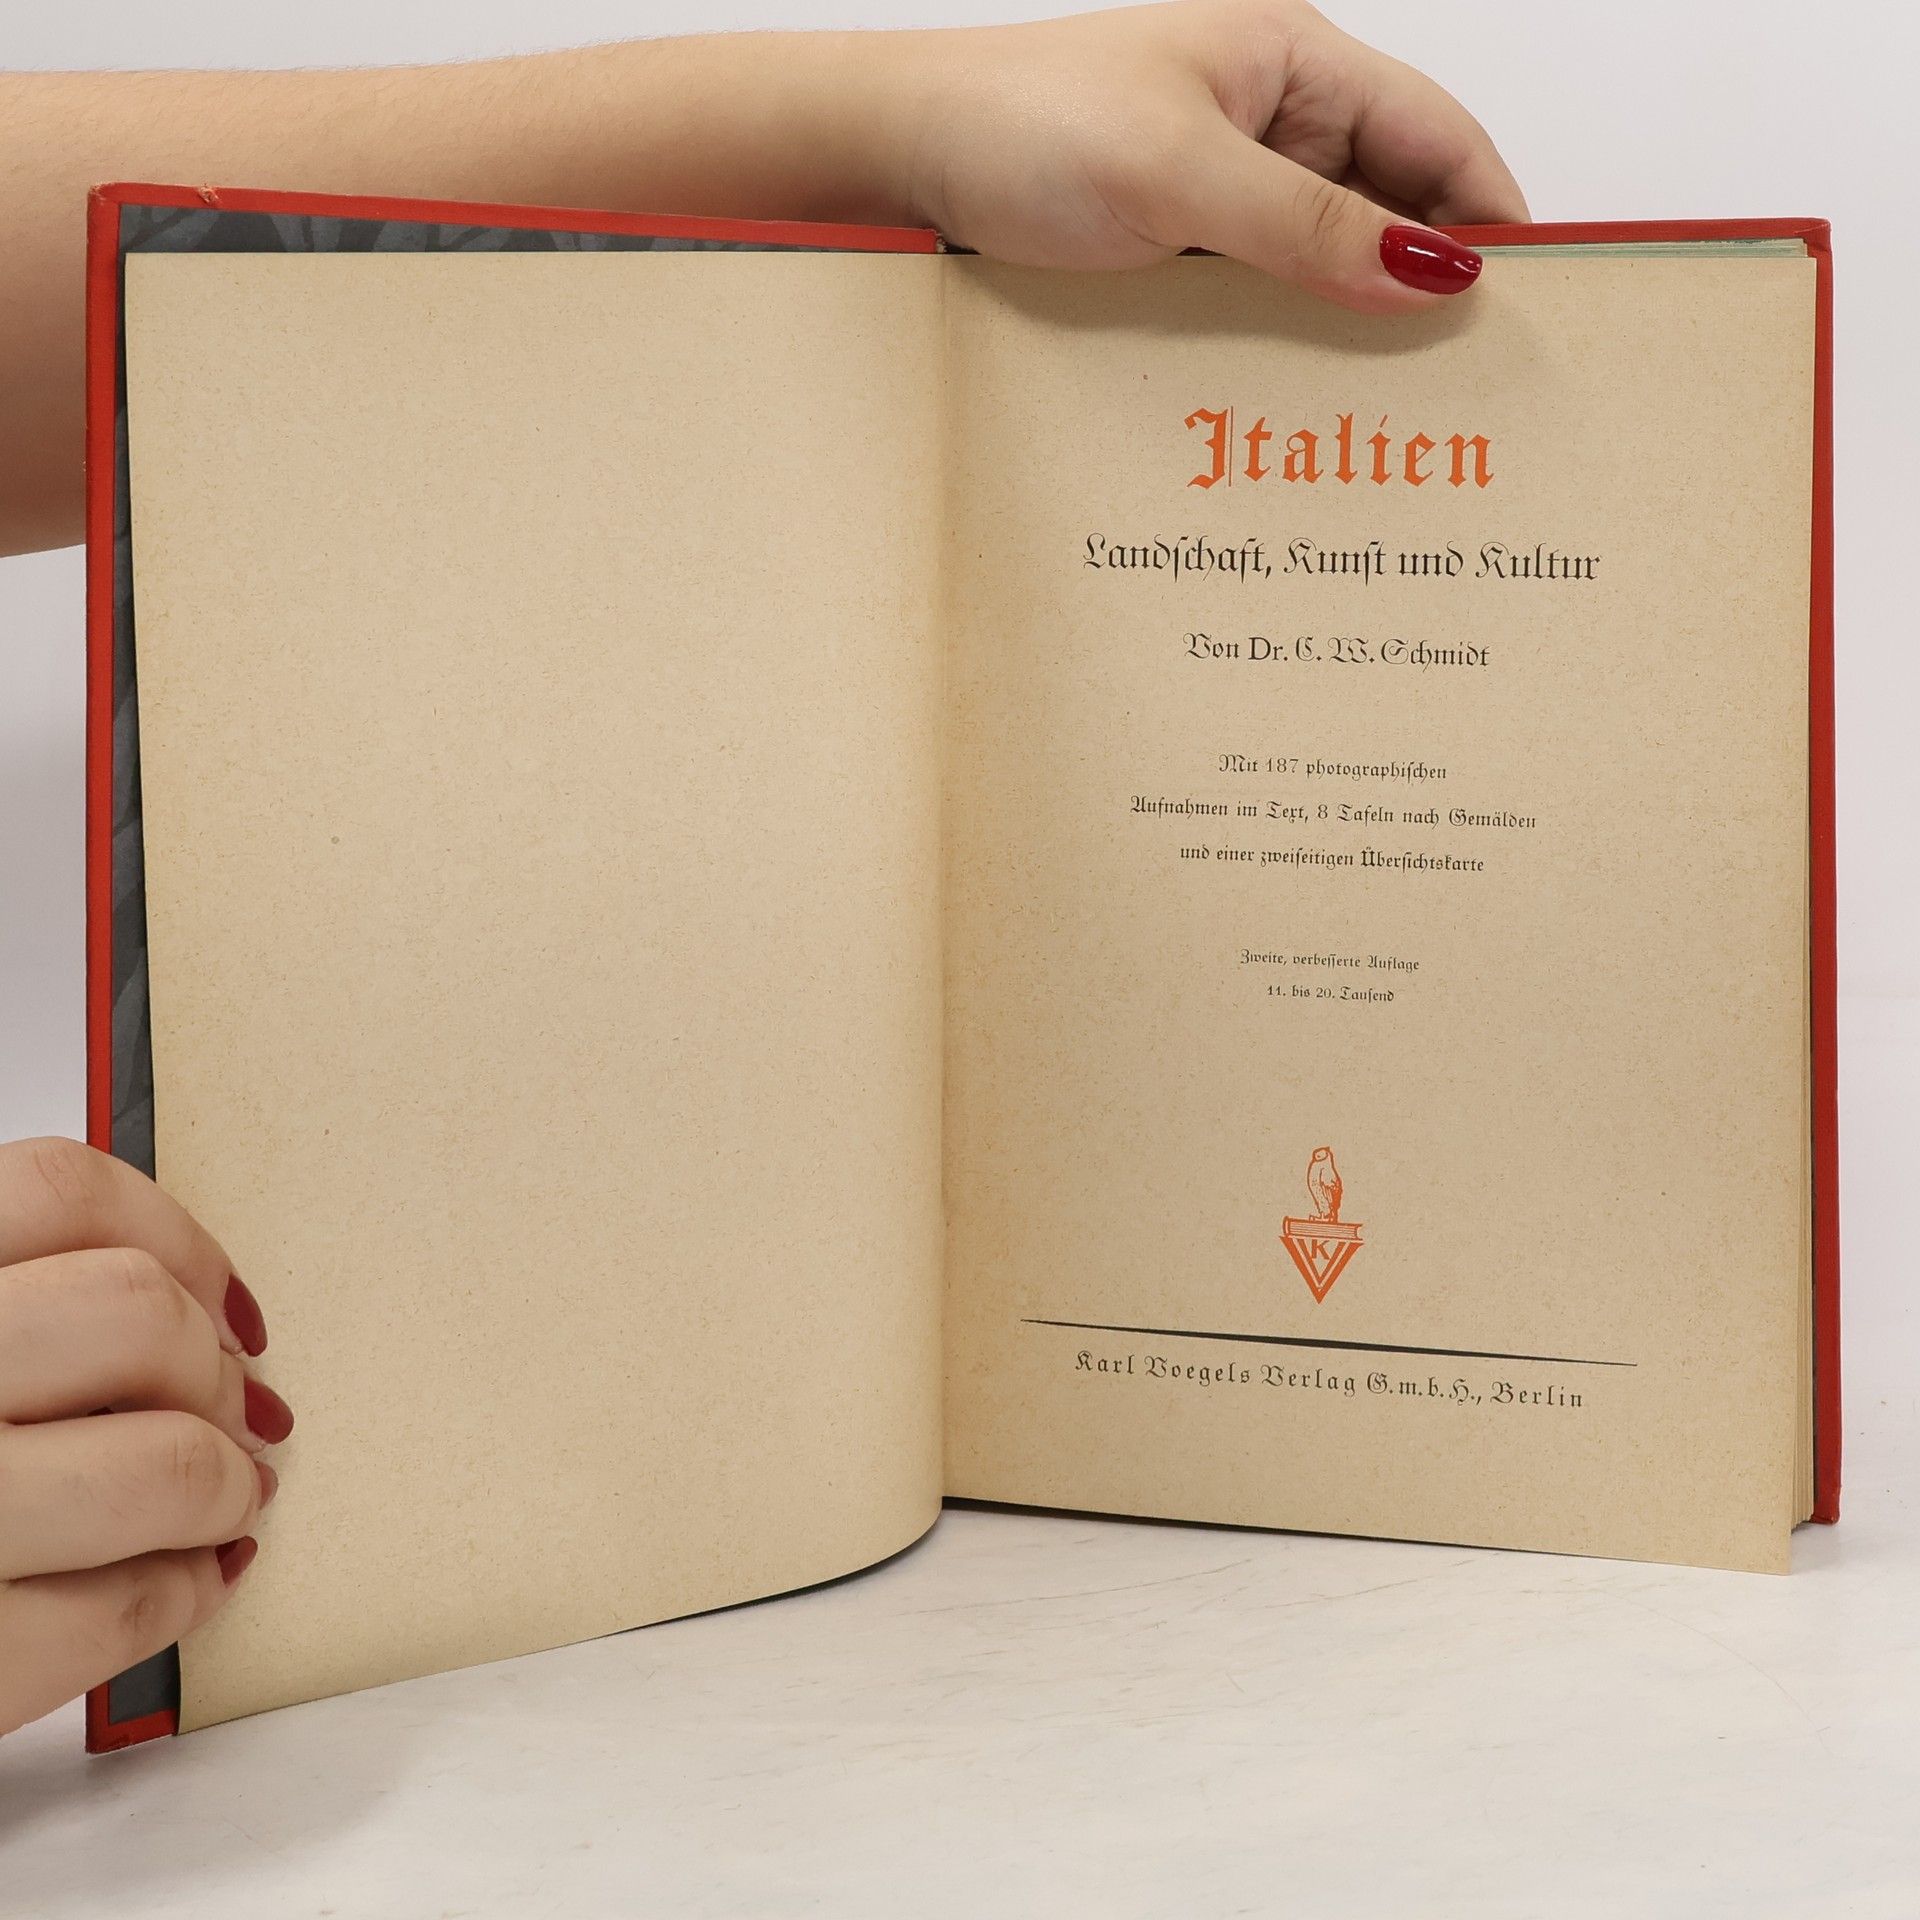 Italien
Landschaft, Kunst und Kultur
Von Dr. C. W. Schmidt
Mit 187 photographischen
Aufnahmen im Text, 8 Tafeln nach Gemälden
und einer zweiseitigen Übersichtskarte
Zweite, verbesserte Auflage
11. bis 20. Tausend
K V
Karl Voegels Verlag G.m.b.H., Berlin